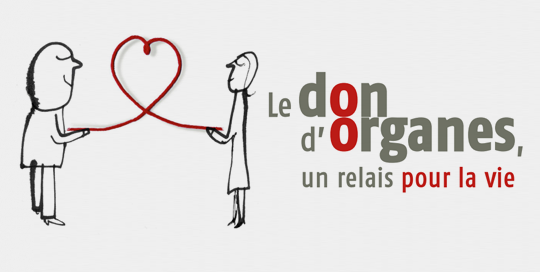 Le don
d'organes,
un relais pour la vie